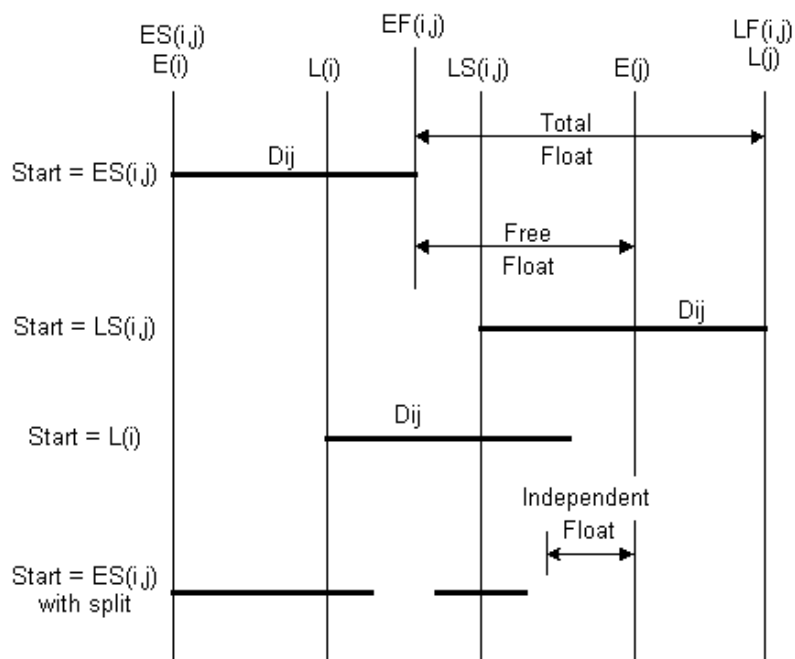 ES(i,j)
E(i)
L(i)
EF(i,j)
LS(i,j)
E(j)
LF(i,j)
L(j)
Total
Float
Start = ES(i,j)
Dij
Free
Float
Start = LS(i,j)
Dij
Start = L(i)
Dij
Independent
Float
Start = ES(i,j)
with split